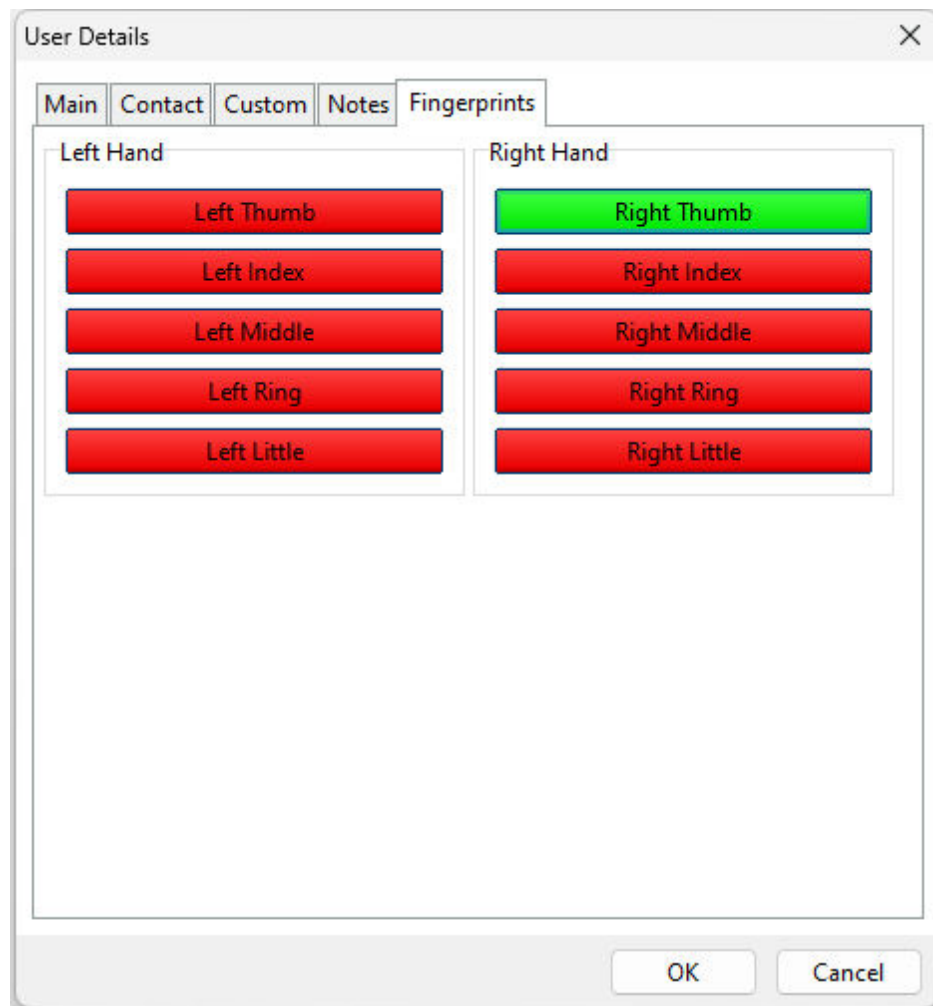 User Details
Main Contact Custom Notes Fingerprints
Left Hand
Left Thumb
Left Index
Left Middle
Left Ring
Left Little
Right Hand
Right Thumb
Right Index
Right Middle
Right Ring
Right Little
OK Cancel